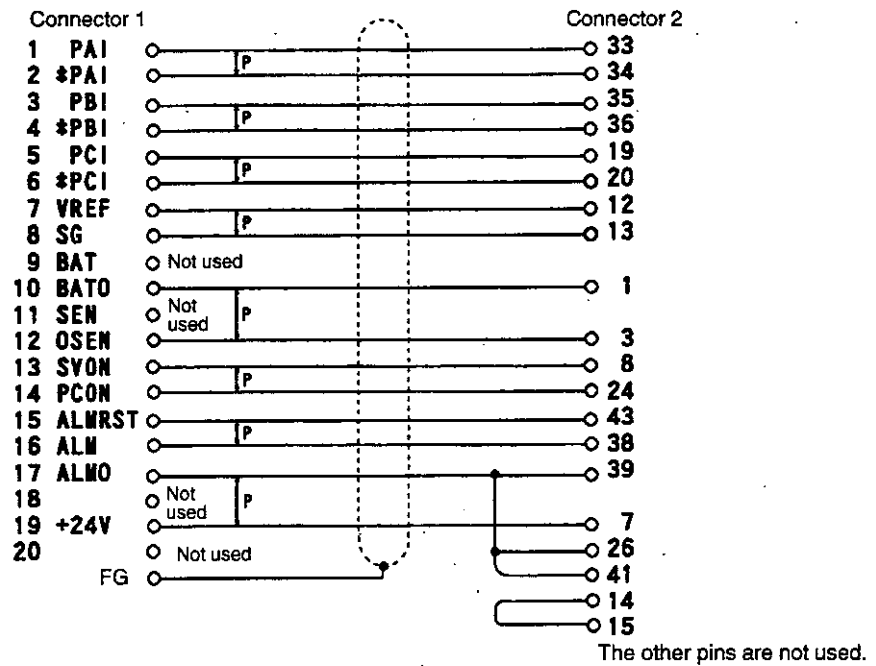 Connector 1 Connector 2
1 PAI 33
P
2 *PAI 34
3 PBI 35
P
4 *PBI 36
5 PCI 19
P
6 *PCI 20
7 VREF 12
P
8 SG 13
9 BAT Not used
10 BAT0 1
11 SEN Not used P
12 0SEN 3
13 SVON 8
P
14 PCON 24
15 ALMRST 43
P
16 ALM 38
17 ALM0 39
18 Not used P
19 +24V 7
20 Not used 26
FG 41
14
15
The other pins are not used.